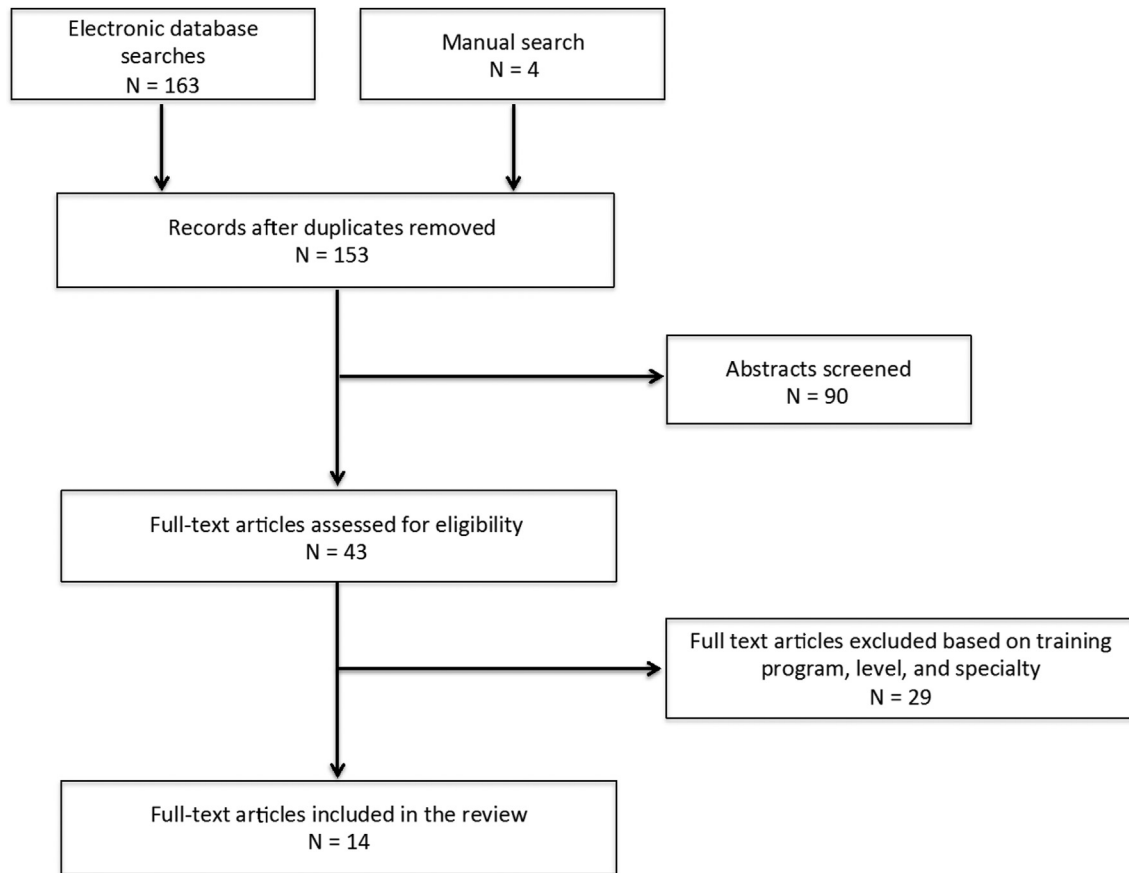 Electronic database
searches
N = 163
Manual search
N = 4
Records after duplicates removed
N = 153
Abstracts screened
N = 90
Full-text articles assessed for eligibility
N = 43
Full text articles excluded based on training
program, level, and specialty
N = 29
Full-text articles included in the review
N = 14